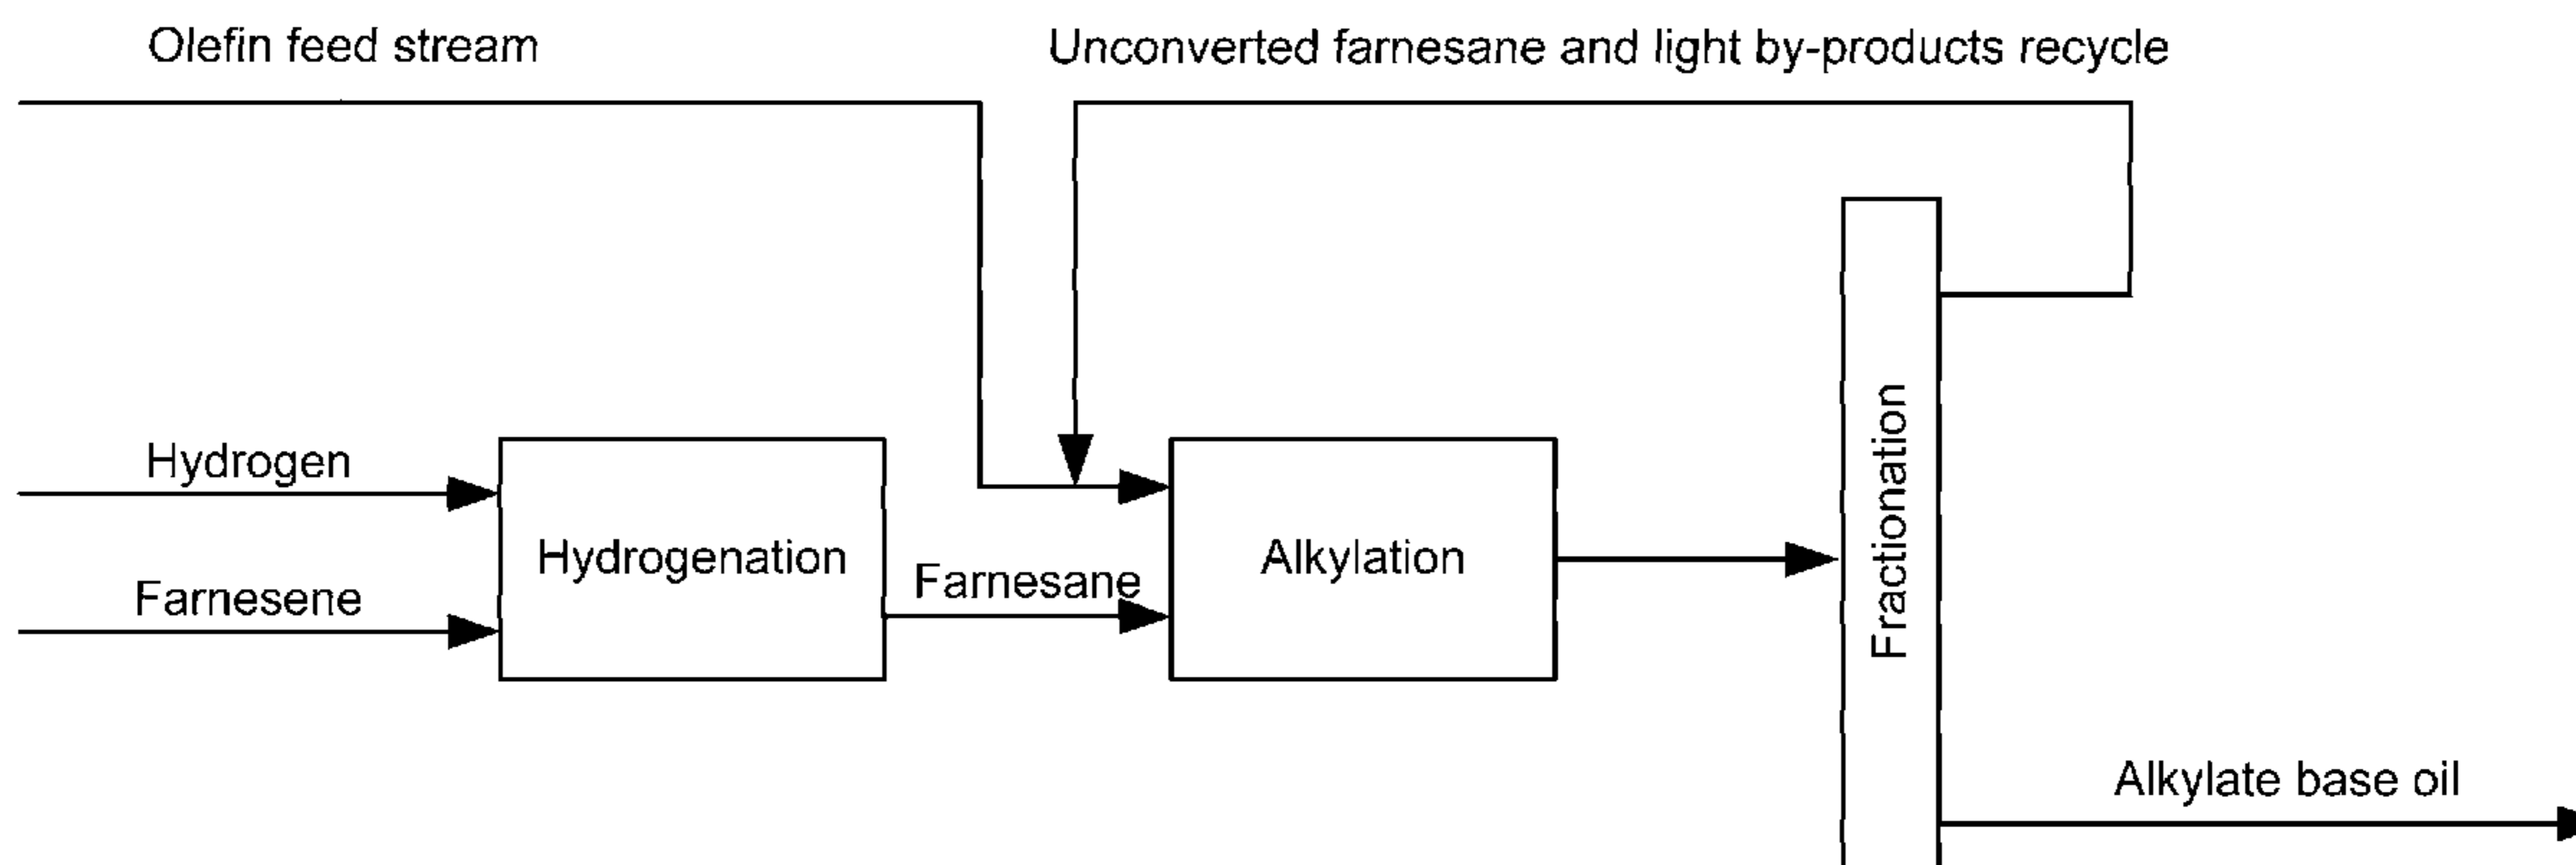 Olefin feed stream
Unconverted farnesane and light by-products recycle
Hydrogen
Farnesene
Hydrogenation
Farnesane
Alkylation
Fractionation
Alkylate base oil